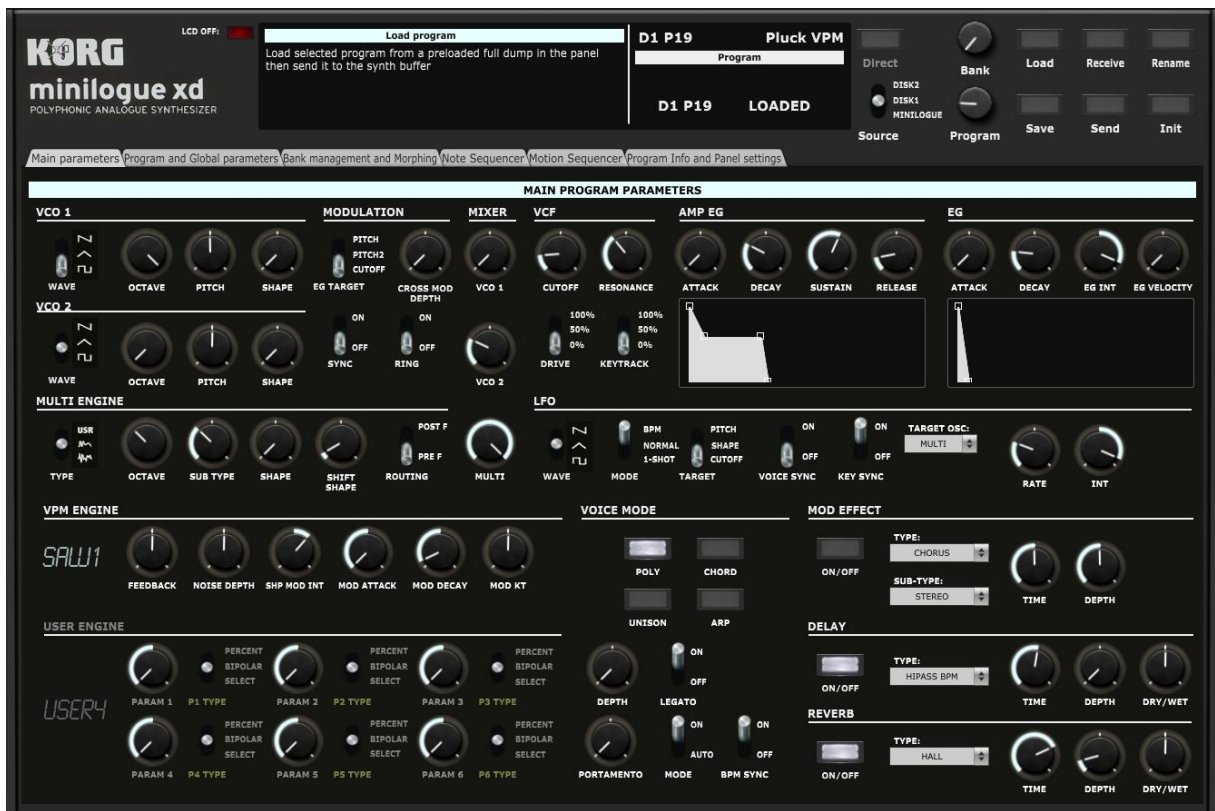 KORG
minilogue xd
POLYPHONIC ANALOGUE SYNTHESIZER
LCD OFF:
Load program
Load selected program from a preloaded full dump in the panel
then send it to the synth buffer
D1 P19 Pluck VPM
Program
D1 P19 LOADED
Direct
DISK2
DISK1
MINILOGUE
Source
Bank
Program
Load Receive Rename
Save Send Init
Main parameters Program and Global parameters Bank management and Morphing Note Sequencer Motion Sequencer Program Info and Panel settings
MAIN PROGRAM PARAMETERS
VCO 1 MODULATION MIXER VCF AMP EG EG
PITCH
PITCH2
CUTOFF
WAVE OCTAVE PITCH SHAPE EG TARGET CROSS MOD DEPTH VCO 1 CUTOFF RESONANCE ATTACK DECAY SUSTAIN RELEASE ATTACK DECAY EG INT EG VELOCITY
VCO 2
ON ON 100% 100%
50% 50%
OFF OFF 0% 0%
SYNC RING DRIVE KEYTRACK
WAVE OCTAVE PITCH SHAPE VCO 2
MULTI ENGINE LFO
USR POST F BPM PITCH ON ON TARGET OSC:
NORMAL SHAPE MULTI
PRE F 1-SHOT CUTOFF OFF OFF
TYPE OCTAVE SUB TYPE SHAPE SHIFT SHAPE ROUTING MULTI WAVE MODE TARGET VOICE SYNC KEY SYNC RATE INT
VPM ENGINE VOICE MODE MOD EFFECT
SAW1
FEEDBACK NOISE DEPTH SHP MOD INT MOD ATTACK MOD DECAY MOD KT
POLY CHORD
UNISON ARP
TYPE:
CHORUS
ON/OFF
SUB-TYPE:
STEREO
TIME DEPTH
USER ENGINE DELAY
PERCENT PERCENT PERCENT
BIPOLAR BIPOLAR BIPOLAR
SELECT SELECT SELECT
PARAM 1 P1 TYPE PARAM 2 P2 TYPE PARAM 3 P3 TYPE
USER4
ON
OFF
DEPTH LEGATO
TYPE:
HIPASS BPM
ON/OFF TIME DEPTH DRY/WET
REVERB
PERCENT PERCENT PERCENT
BIPOLAR BIPOLAR BIPOLAR
SELECT SELECT SELECT
PARAM 4 P4 TYPE PARAM 5 P5 TYPE PARAM 6 P6 TYPE
ON ON
AUTO OFF
PORTAMENTO MODE BPM SYNC
TYPE:
HALL
ON/OFF TIME DEPTH DRY/WET